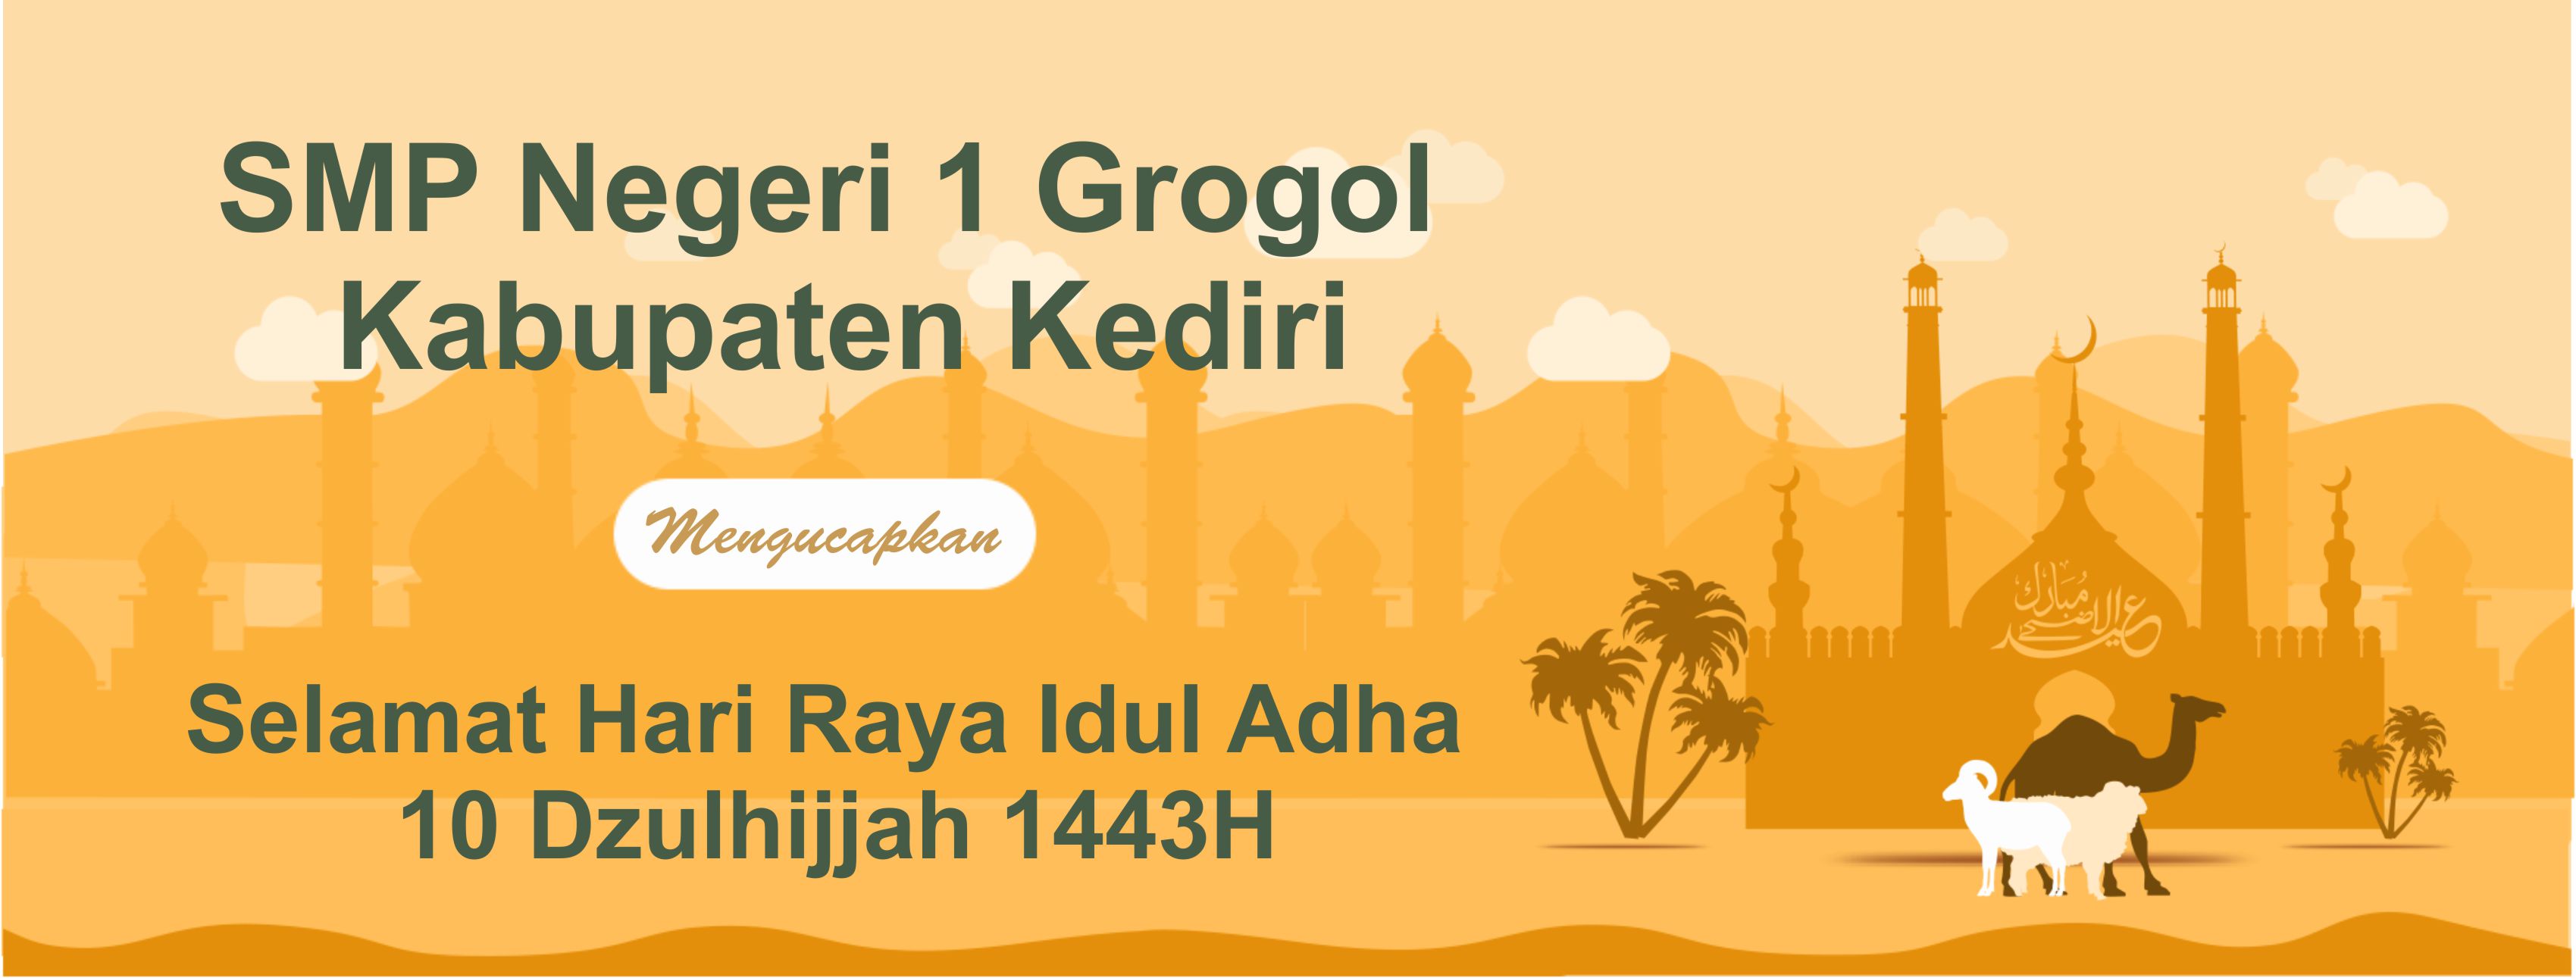 SMP Negeri 1 Grogol
Kabupaten Kediri
Mengucapkan
Selamat Hari Raya Idul Adha
10 Dzulhijjah 1443H
عيد الأضحى مبارك